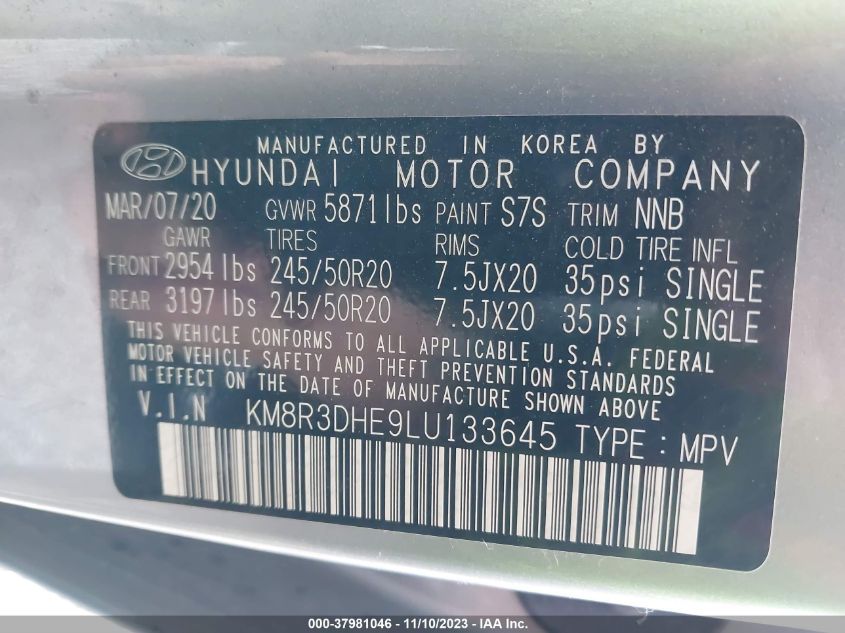 MANUFACTURED IN KOREA BY
HYUNDAI MOTOR COMPANY
MAR/07/20 GVWR 5871lbs PAINT S7S TRIM NNB
GAWR TIRES RIMS COLD TIRE INFL
FRONT 2954lbs 245/50R20 7.5JX20 35psi SINGLE
REAR 3197lbs 245/50R20 7.5JX20 35psi SINGLE
THIS VEHICLE CONFORMS TO ALL APPLICABLE U.S.A. FEDERAL
MOTOR VEHICLE SAFETY AND THEFT PREVENTION STANDARDS
IN-EFFECT ON THE DATE OF MANUFACTURE SHOWN ABOVE
V.I.N KM8R3DHE9LU133645 TYPE : MPV
000-37981046 - 11/10/2023 - IAA Inc.